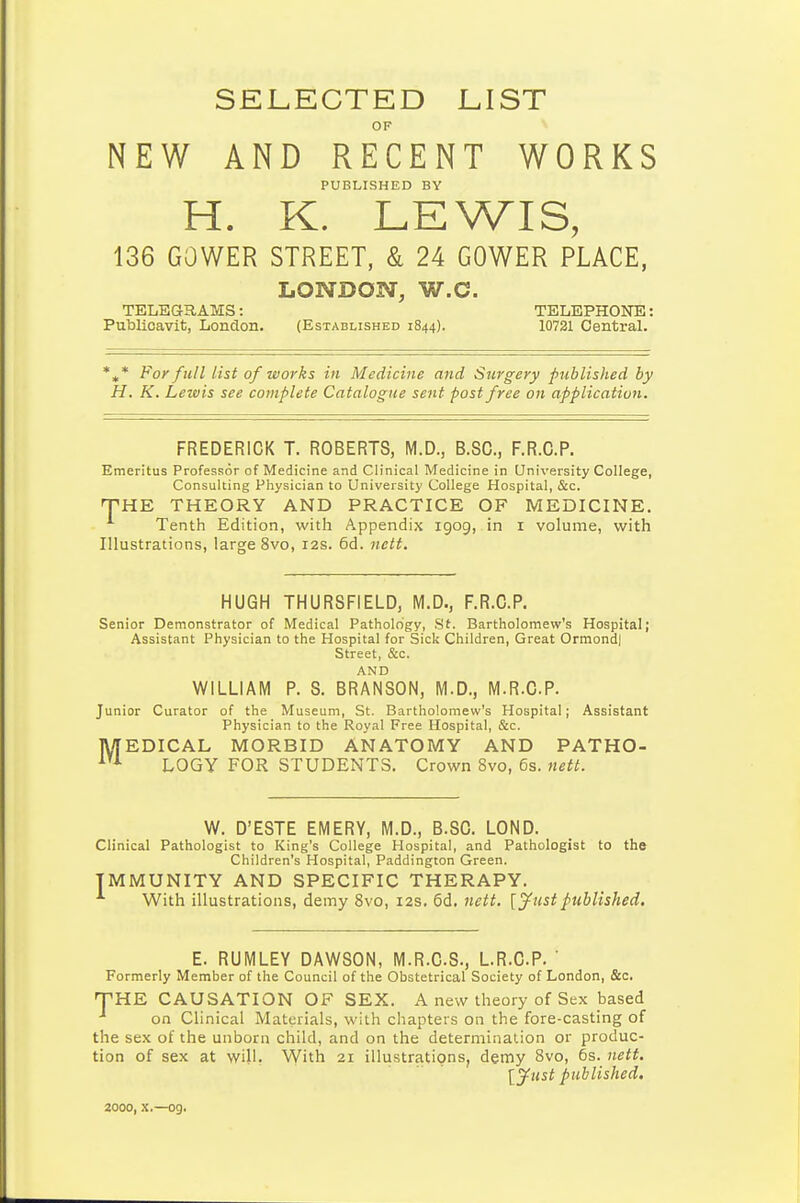 SELECTED LIST
OF
NEW AND RECENT WORKS
PUBLISHED BY
H. K. LEWIS,
136 GOWER STREET, & 24 GOWER PLACE,
LONDON, W.C.
TELEGRAMS: TELEPHONE:
Publicavit, London. (ESTABLISHED 1844). 10721 Central.
*⁎* For full list of works in Medicine and Surgery published by
H. K. Lewis see complete Catalogue sent post free on application.
FREDERICK T. ROBERTS, M.D., B.SC., F.R.C.P.
Emeritus Professor of Medicine and Clinical Medicine in University College,
Consulting Physician to University College Hospital, &c.
THE THEORY AND PRACTICE OF MEDICINE.
Tenth Edition, with Appendix 1909, in 1 volume, with
Illustrations, large 8vo, 12s. 6d. nett.
HUGH THURSFIELD, M.D., F.R.C.P.
Senior Demonstrator of Medical Pathology, St. Bartholomew's Hospital;
Assistant Physician to the Hospital for Sick Children, Great Ormond|
Street, &c.
AND
WILLIAM P. S. BRANSON, M.D., M.R.C.P.
Junior Curator of the Museum, St. Bartholomew's Hospital; Assistant
Physician to the Royal Free Hospital, &c.
MEDICAL MORBID ANATOMY AND PATHO-
LOGY FOR STUDENTS. Crown 8vo, 6s. nett.
W. D'ESTE EMERY, M.D., B.SC. LOND.
Clinical Pathologist to King's College Hospital, and Pathologist to the
Children's Hospital, Paddington Green.
IMMUNITY AND SPECIFIC THERAPY.
With illustrations, demy 8vo, 12s. 6d. nett. [Just published.
E. RUMLEY DAWSON, M.R.C.S., L.R.C.P.
Formerly Member of the Council of the Obstetrical Society of London, &c.
THE CAUSATION OF SEX. A new theory of Sex based
on Clinical Materials, with chapters on the fore-casting of
the sex of the unborn child, and on the determination or produc-
tion of sex at will. With 21 illustrations, demy 8vo, 6s. nett.
[Just published.
2000, x.—09.